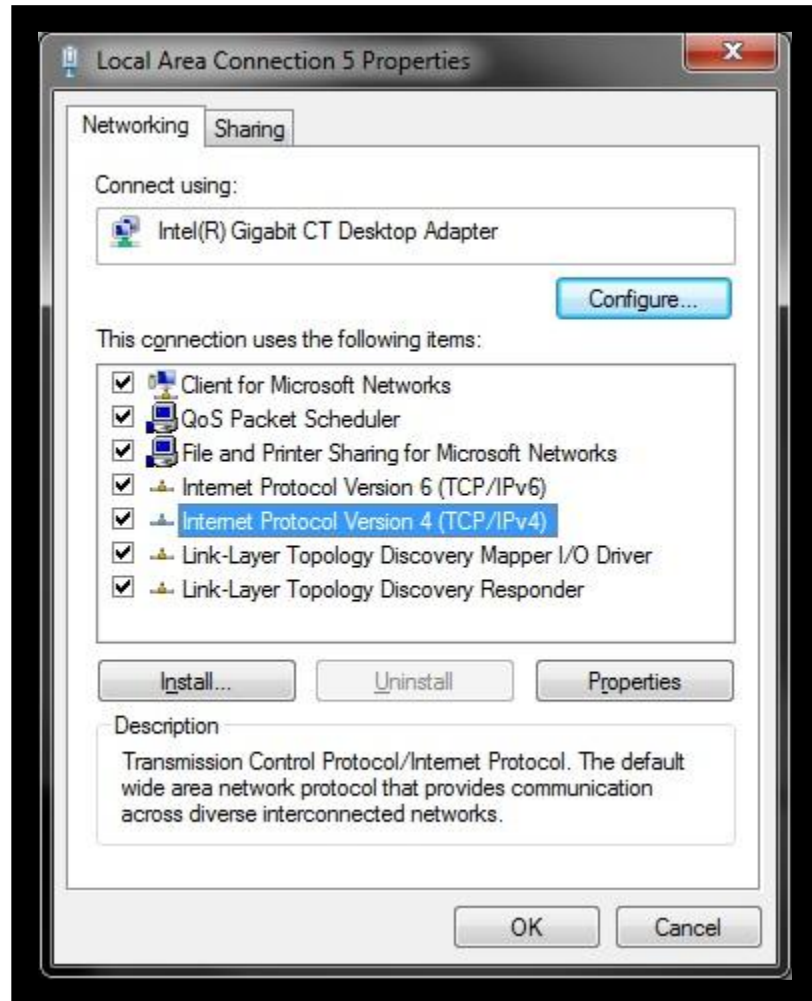 Local Area Connection 5 Properties
Networking
Sharing
Connect using:
Intel(R) Gigabit CT Desktop Adapter
Configure...
This connection uses the following items:
Client for Microsoft Networks
QoS Packet Scheduler
File and Printer Sharing for Microsoft Networks
Internet Protocol Version 6 (TCP/IPv6)
Internet Protocol Version 4 (TCP/IPv4)
Link-Layer Topology Discovery Mapper I/O Driver
Link-Layer Topology Discovery Responder
Install...
Uninstall
Properties
Description
Transmission Control Protocol/Internet Protocol. The default
wide area network protocol that provides communication
across diverse interconnected networks.
OK
Cancel